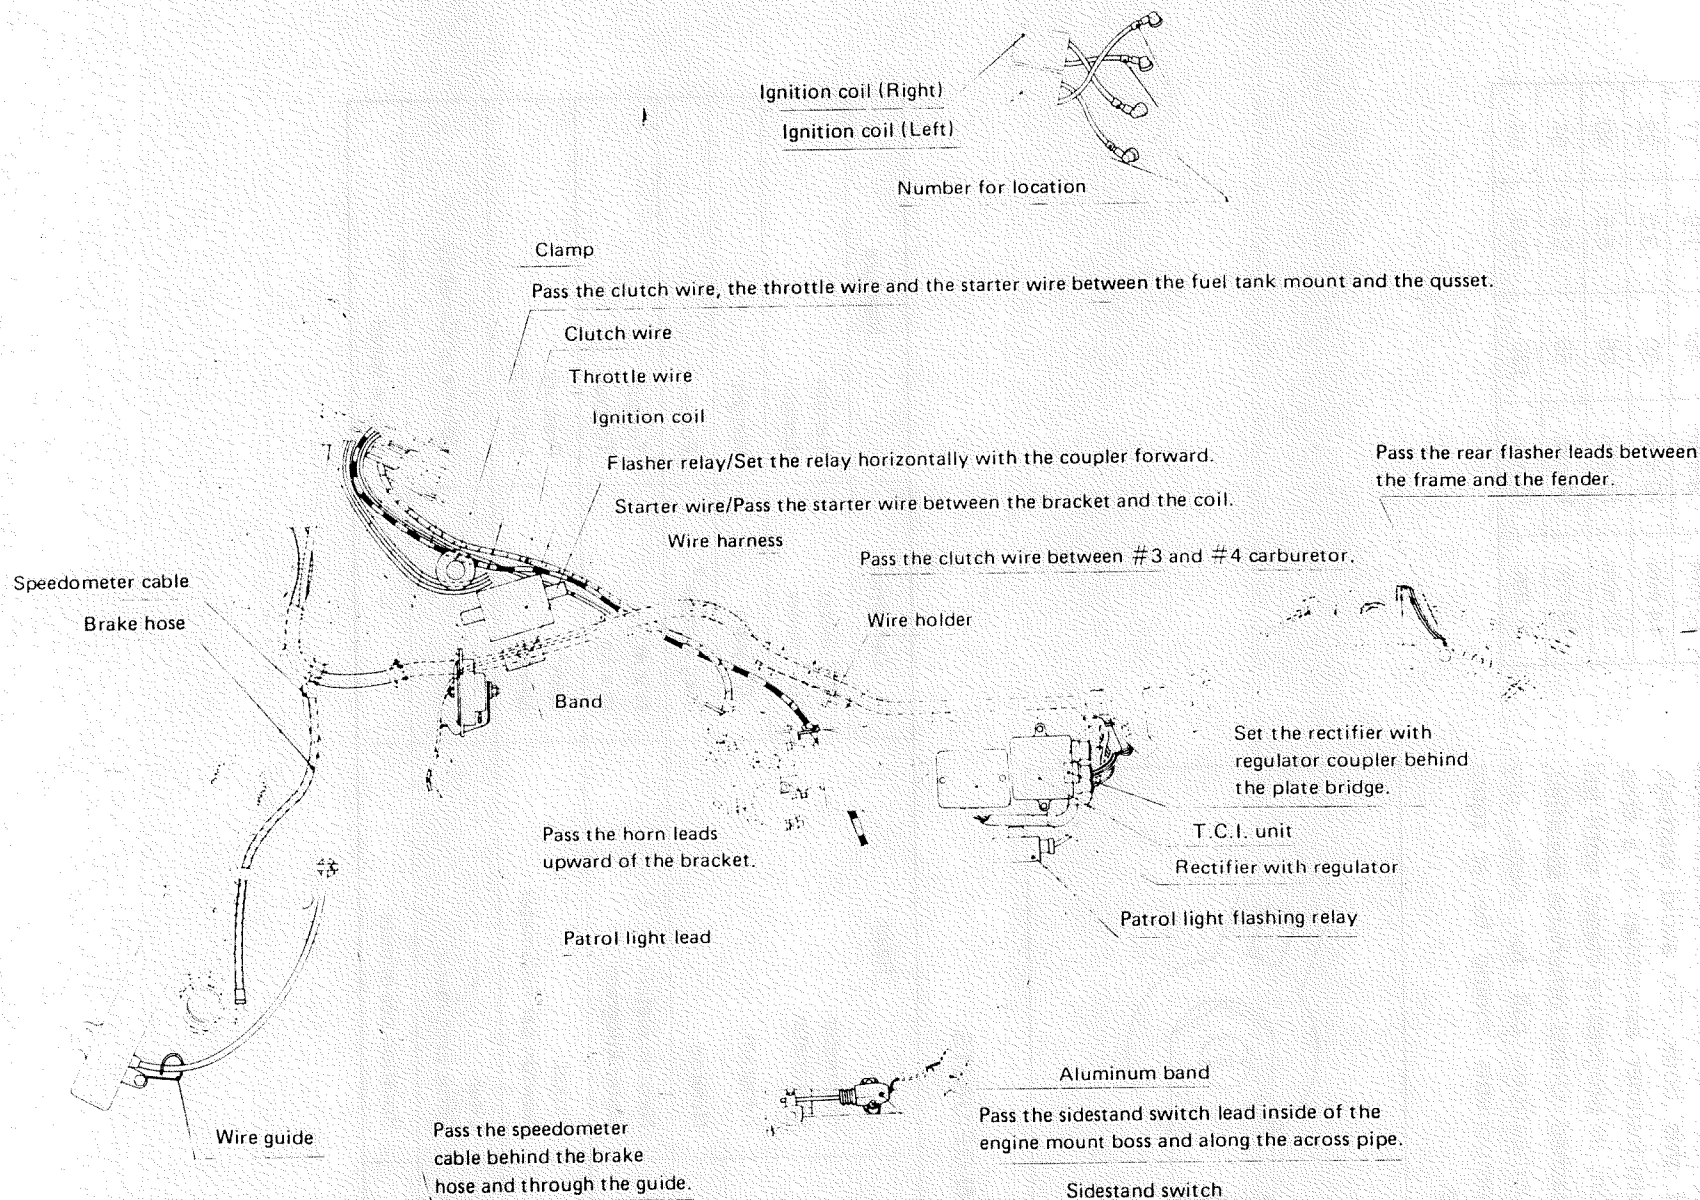 Ignition coil (Right)
Ignition coil (Left)
Number for location
Clamp
Pass the clutch wire, the throttle wire and the starter wire between the fuel tank mount and the qusset.
Clutch wire
Throttle wire
Ignition coil
Flasher relay/Set the relay horizontally with the coupler forward.
Starter wire/Pass the starter wire between the bracket and the coil.
Wire harness
Pass the clutch wire between #3 and #4 carburetor.
Pass the rear flasher leads between
the frame and the fender.
Speedometer cable
Brake hose
Wire holder
Band
Set the rectifier with
regulator coupler behind
the plate bridge.
T.C.I. unit
Rectifier with regulator
Patrol light flashing relay
Pass the horn leads
upward of the bracket.
Patrol light lead
Wire guide
Pass the speedometer
cable behind the brake
hose and through the guide.
Aluminum band
Pass the sidestand switch lead inside of the
engine mount boss and along the across pipe.
Sidestand switch